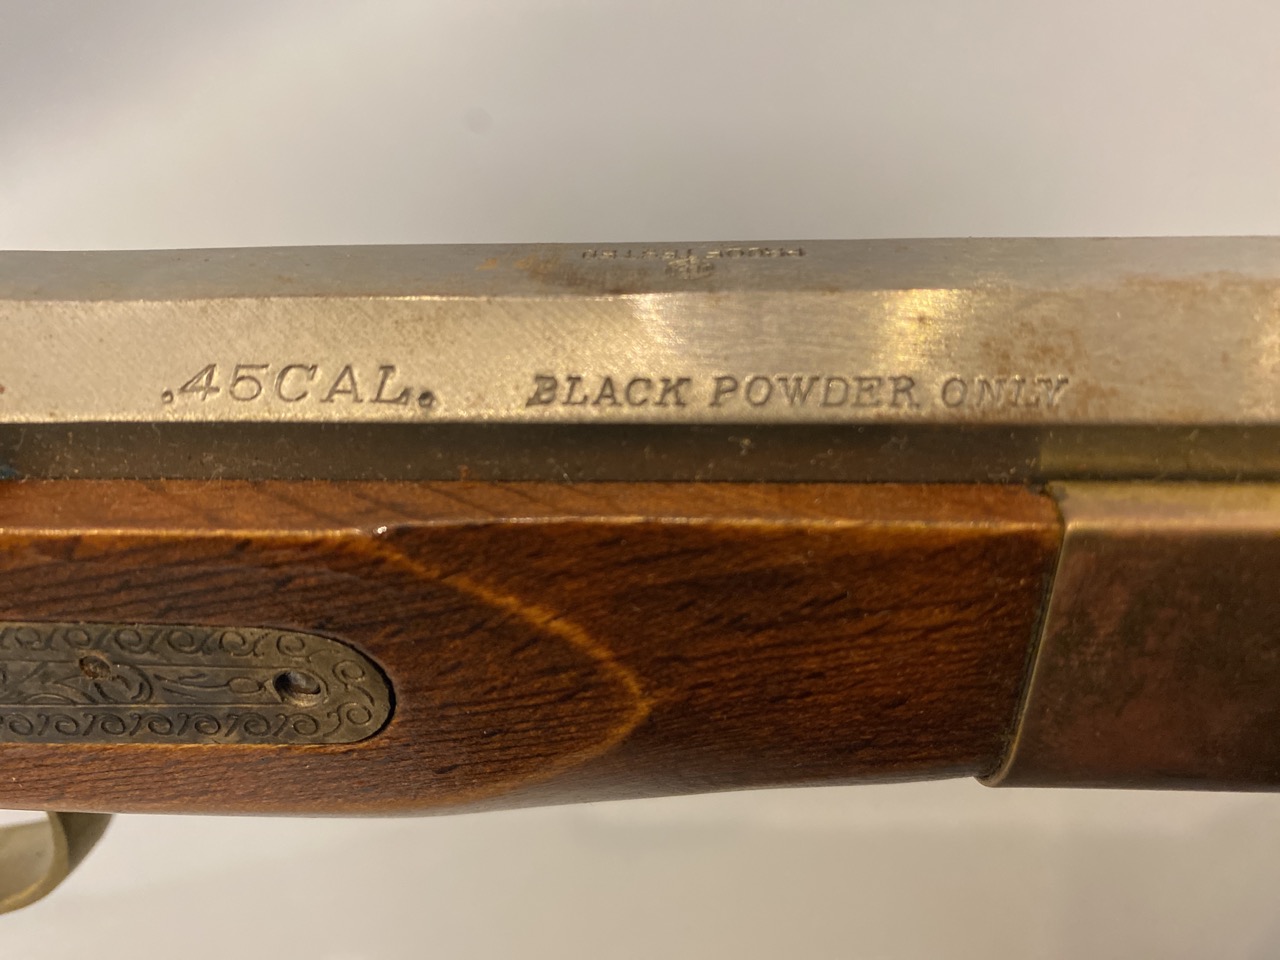 .45CAL. BLACK POWDER ONLY